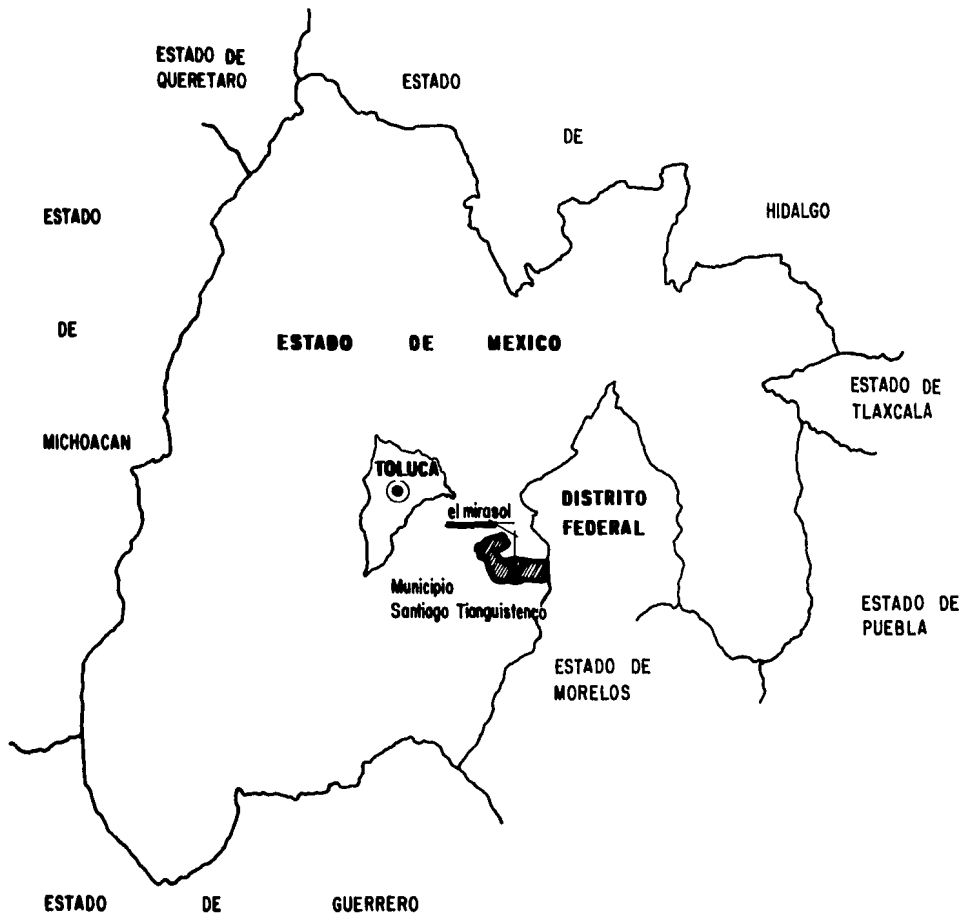 ESTADO DE
QUERETARO
ESTADO
DE
HIDALGO
ESTADO
DE
MICHOACAN
ESTADO DE MEXICO
ESTADO DE
TLAXCALA
TOLUCA
el mirasol
DISTRITO
FEDERAL
Municipio
Santiago Tianguistenco
ESTADO DE
PUEBLA
ESTADO DE
MORELOS
ESTADO DE GUERRERO